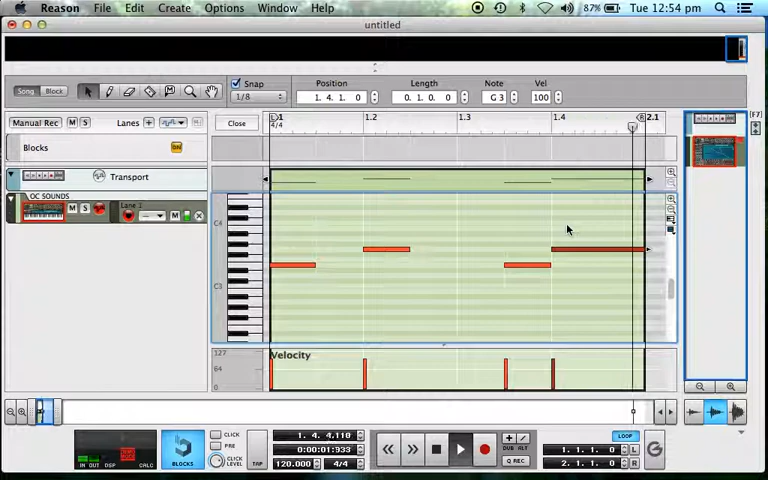 Reason File Edit Create Options Window Help 87% Tue 12:54 pm
untitled
Song Block Snap 1/8 Position 1. 4. 1. 0 Length 0. 1. 0. 0 Note G 3 Vel 100
[F7]
Manual Rec M S Lanes Close L 1 4/4 1.2 1.3 1.4 R 2.1
Blocks ON
Transport
OC SOUNDS
M S Lane 1 M
C4
C3
127 Velocity
64
0
CLICK
PRE
CLICK LEVEL
IN OUT DSP CALC BLOCKS TAP
1. 4. 4.110
0:00:01:933
120.000 4/4
DUB ALT
Q REC
LOOP
1. 1. 1. 0 L
2. 1. 1. 0 R